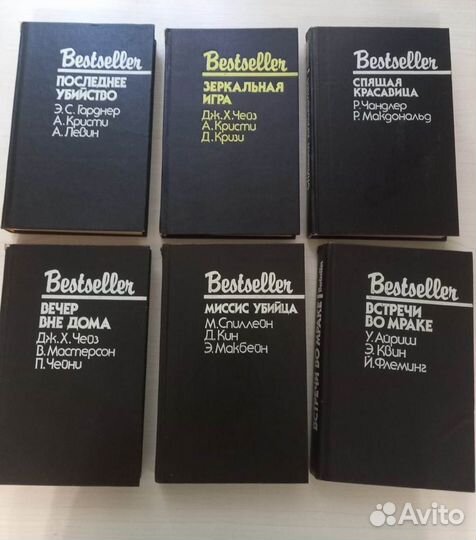 Bestseller
ПОСЛЕДНЕЕ
УБИЙСТВО
Э.С. Гарднер
А. Кристи
А. Левин
Bestseller
ЗЕРКАЛЬНАЯ
ИГРА
Дж.Х. Чейз
А. Кристи
Д. Кризи
Bestseller
СПЯЩАЯ
КРАСАВИЦА
Р. Чандлер
Р. Макдональд
Bestseller
ВЕЧЕР
ВНЕ ДОМА
Дж.Х. Чейз
В. Мастерсон
П. Чейни
Bestseller
МИССИС УБИЙЦА
М. Спиллейн
Д. Кин
Э. Макбейн
ВСТРЕЧИ ВО МРАКЕ Bestseller
Bestseller
ВСТРЕЧИ
ВО МРАКЕ
У. Айриш
Э. Квин
Й. Флеминг
Avito